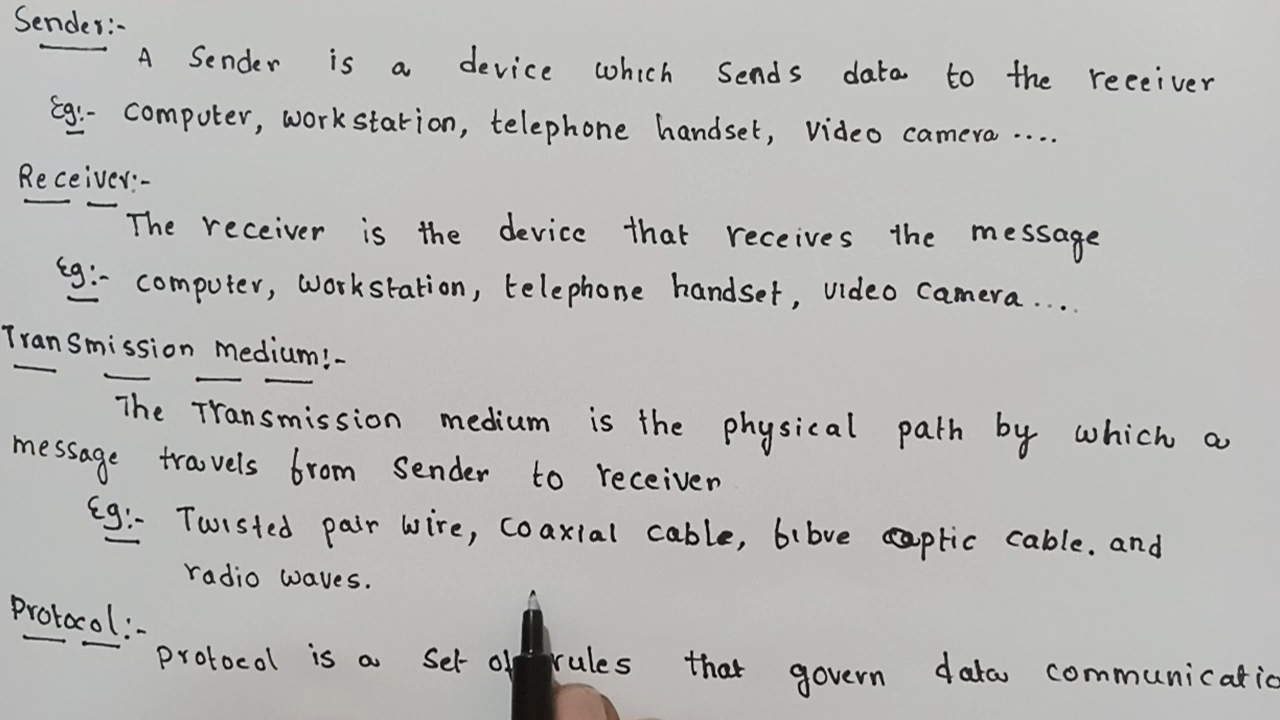 Sender:-
A Sender is a device which sends data to the receiver
Eg:- computer, workstation, telephone handset, video camera ....
Receiver:-
The receiver is the device that receives the message
Eg:- computer, workstation, telephone handset, video camera ....
Transmission medium:-
The Transmission medium is the physical path by which a
message travels from sender to receiver
Eg:- Twisted pair wire, coaxial cable, fibre optic cable. and
radio waves.
Protocol:-
protocol is a set of rules that govern data communicatio